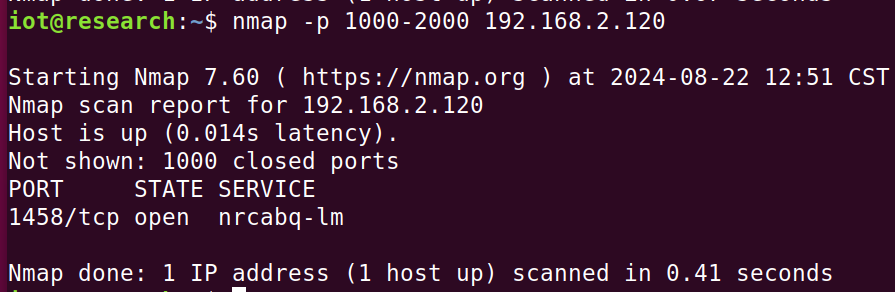 iot@research:~$ nmap -p 1000-2000 192.168.2.120
Starting Nmap 7.60 ( https://nmap.org ) at 2024-08-22 12:51 CST
Nmap scan report for 192.168.2.120
Host is up (0.014s latency).
Not shown: 1000 closed ports
PORT     STATE SERVICE
1458/tcp open  nrcabq-lm
Nmap done: 1 IP address (1 host up) scanned in 0.41 seconds